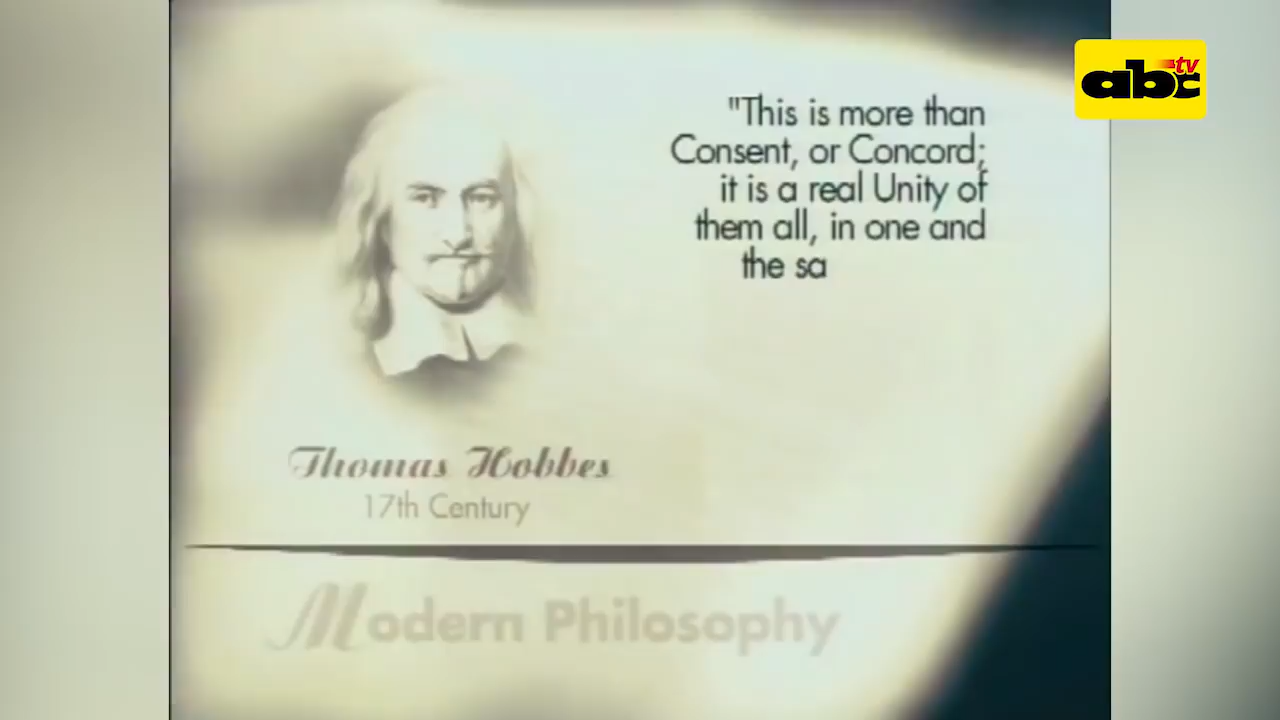 abc tv
"This is more than
Consent, or Concord;
it is a real Unity of
them all, in one and
the sa
Thomas Hobbes
17th Century
Modern Philosophy